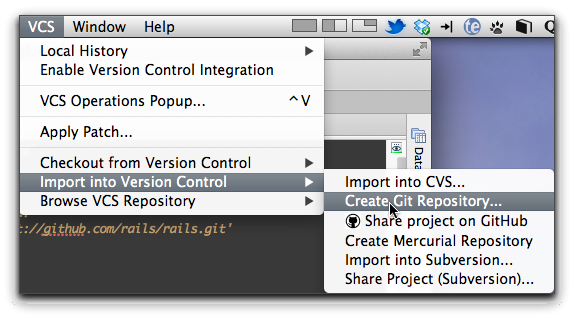 VCS Window Help
Local History
Enable Version Control Integration
VCS Operations Popup... ^V
Apply Patch...
Checkout from Version Control
Import into Version Control
Browse VCS Repository
Import into CVS...
Create Git Repository...
Share project on GitHub
Create Mercurial Repository
Import into Subversion...
Share Project (Subversion)...
Data
://github.com/rails/rails.git'